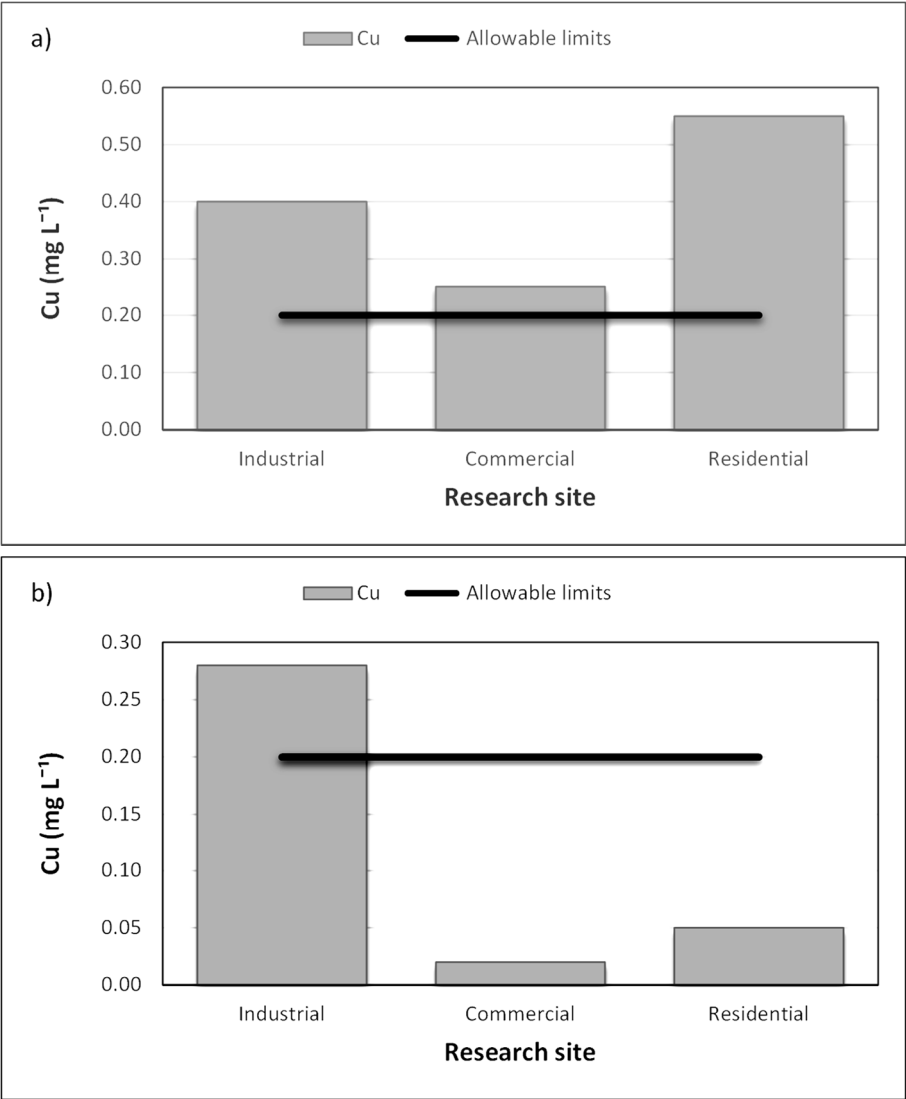 a)
Cu Allowable limits
0.60
0.50
0.40
0.30
0.20
0.10
0.00
Cu (mg L⁻¹)
Industrial Commercial Residential
Research site
b)
Cu Allowable limits
0.30
0.25
0.20
0.15
0.10
0.05
0.00
Cu (mg L⁻¹)
Industrial Commercial Residential
Research site